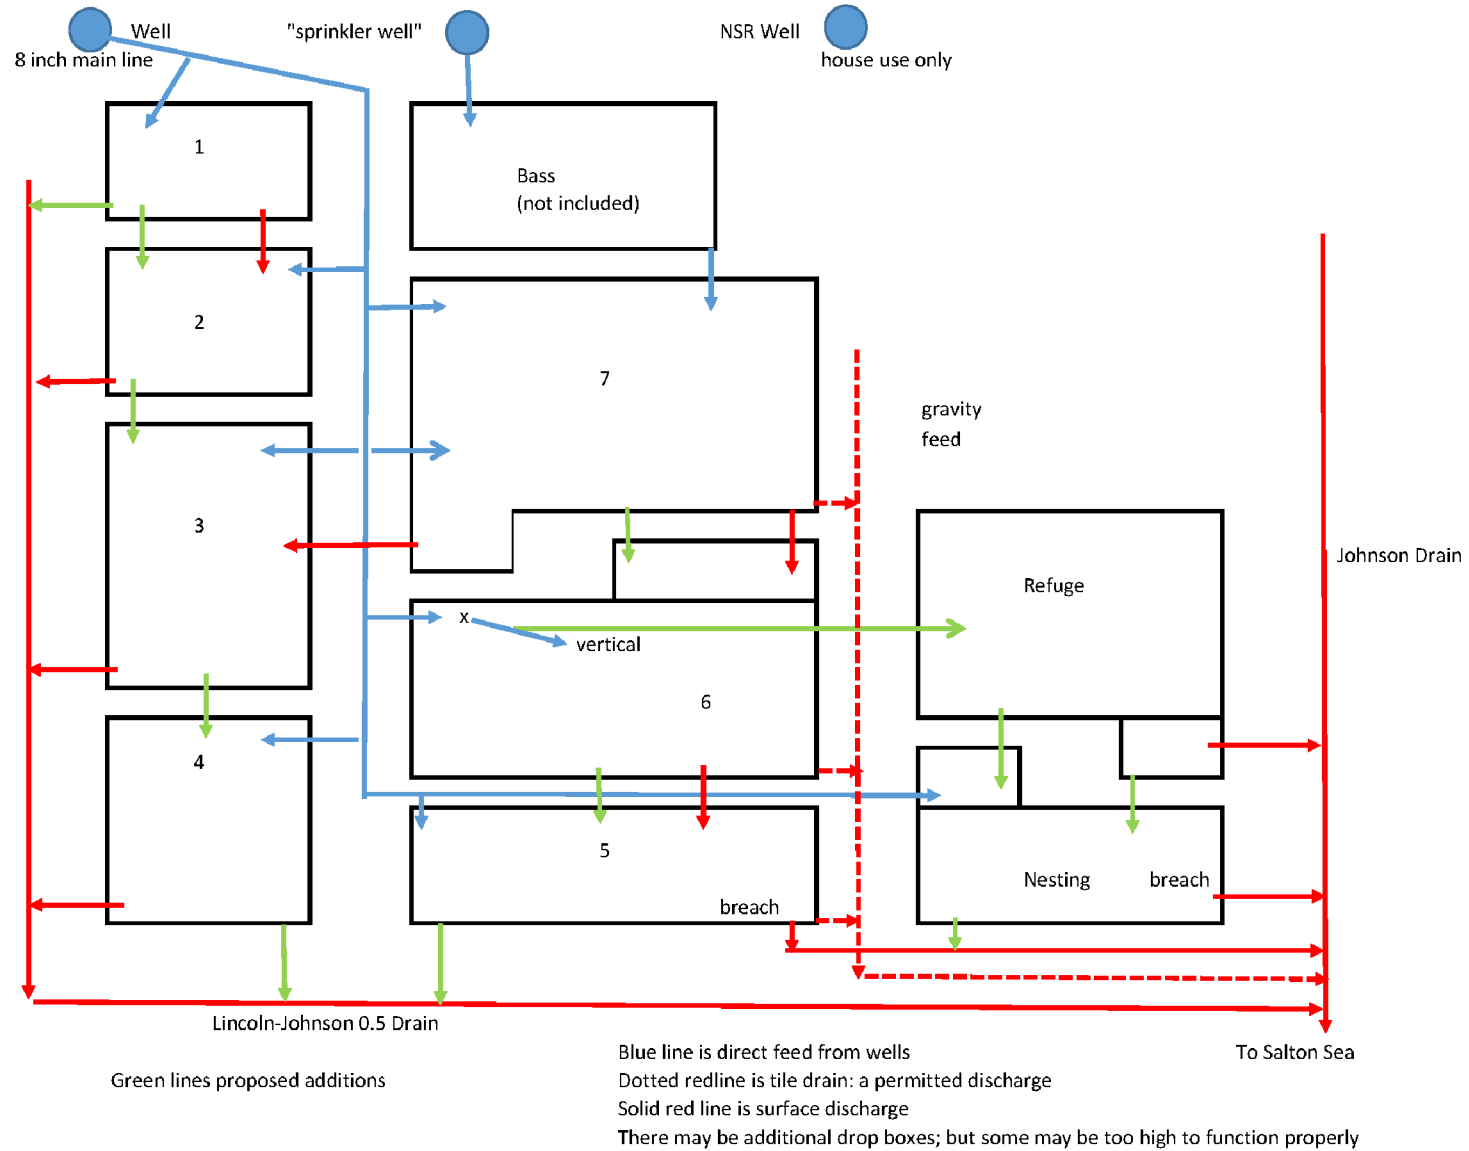 Well
"sprinkler well"
NSR Well
8 inch main line
house use only
1
Bass
(not included)
2
7
gravity
feed
3
Johnson Drain
Refuge
x
vertical
6
4
5
Nesting
breach
breach
Lincoln-Johnson 0.5 Drain
To Salton Sea
Blue line is direct feed from wells
Green lines proposed additions
Dotted redline is tile drain: a permitted discharge
Solid red line is surface discharge
There may be additional drop boxes; but some may be too high to function properly